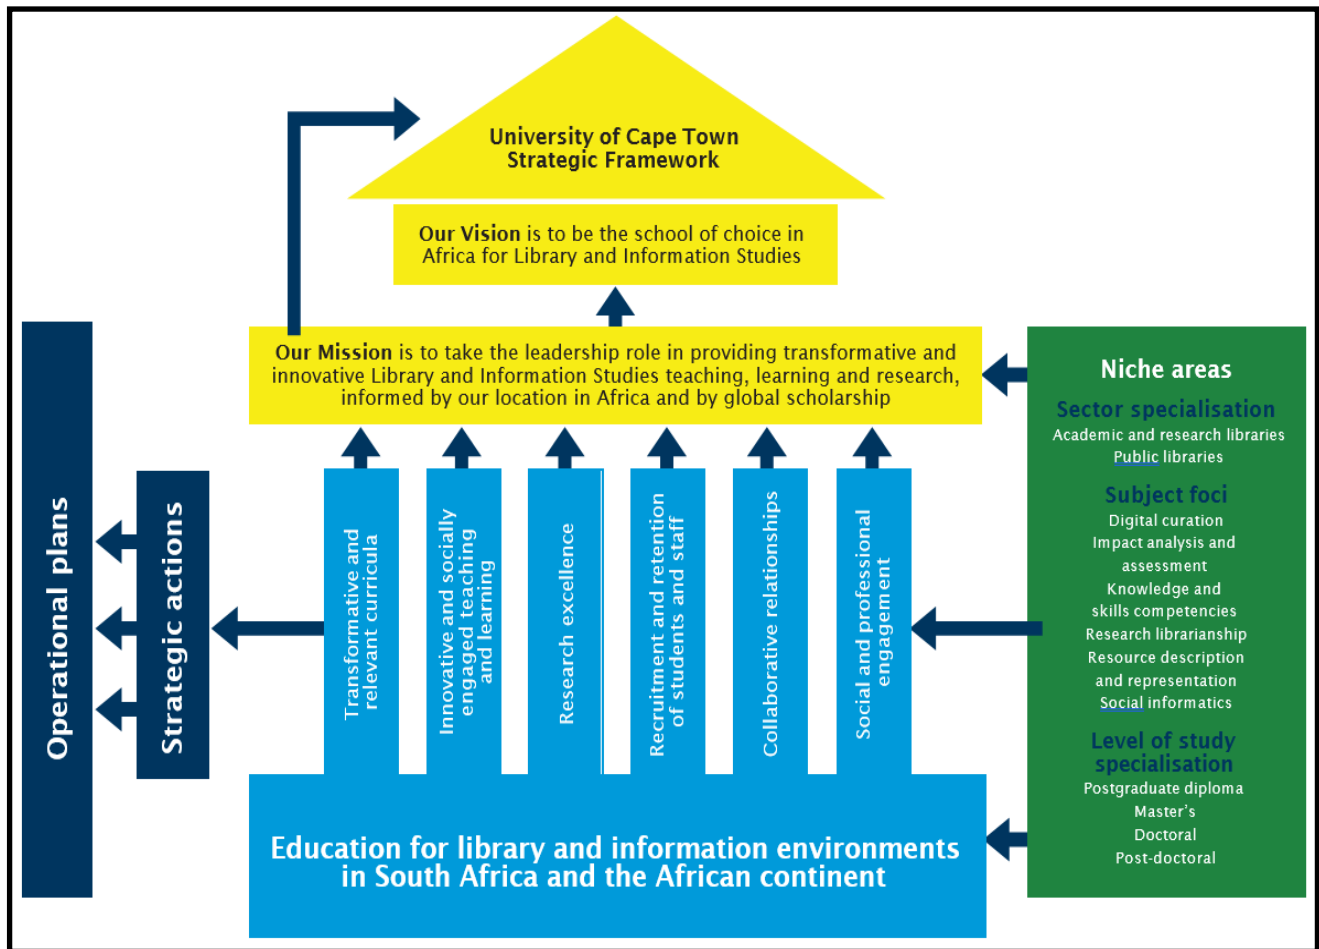 University of Cape Town
Strategic Framework
Our Vision is to be the school of choice in
Africa for Library and Information Studies
Our Mission is to take the leadership role in providing transformative and
innovative Library and Information Studies teaching, learning and research,
informed by our location in Africa and by global scholarship
Operational plans
Strategic actions
Transformative and
relevant curricula
Innovative and socially
engaged teaching
and learning
Research excellence
Recruitment and retention
of students and staff
Collaborative relationships
Social and professional
engagement
Education for library and information environments
in South Africa and the African continent
Niche areas
Sector specialisation
Academic and research libraries
Public libraries
Subject foci
Digital curation
Impact analysis and
assessment
Knowledge and
skills competencies
Research librarianship
Resource description
and representation
Social informatics
Level of study
specialisation
Postgraduate diploma
Master's
Doctoral
Post-doctoral